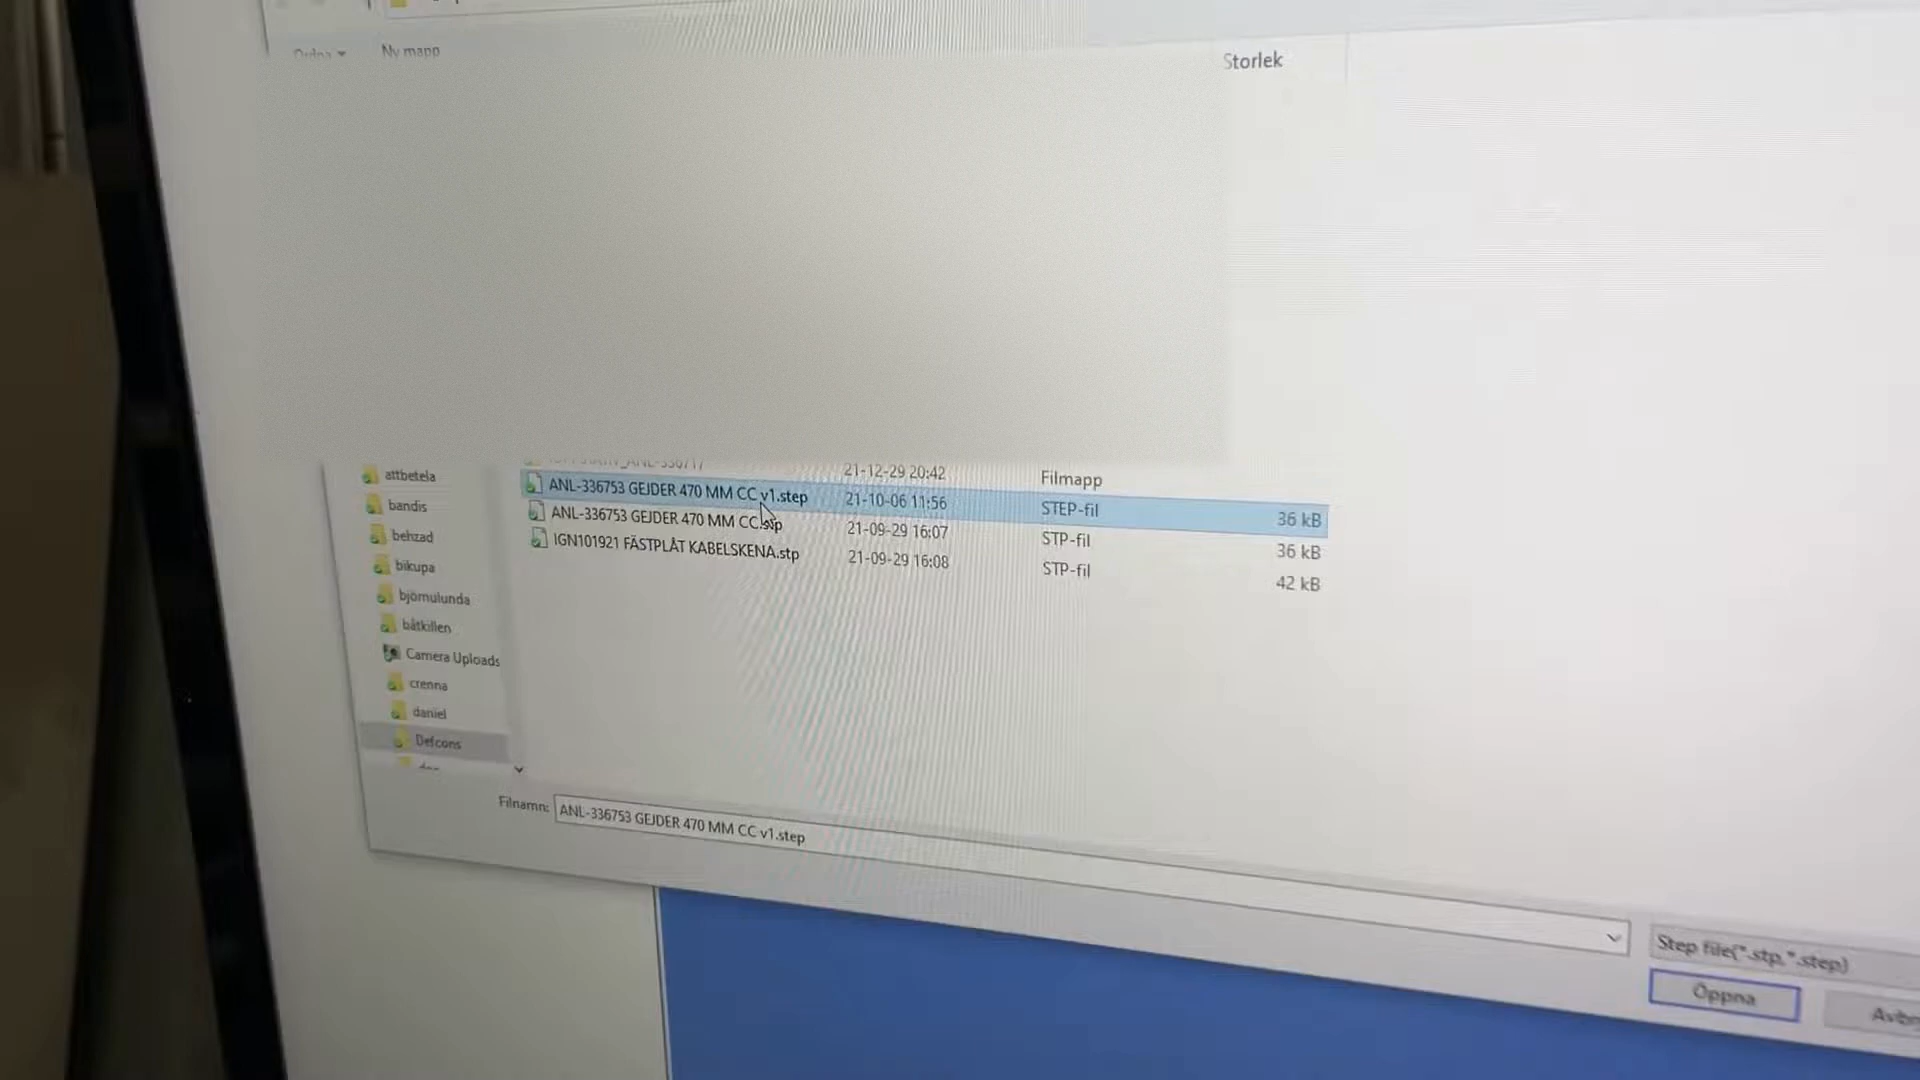 Ordna
Ny mapp
Storlek
21-12-29 20:42 Filmapp
ANL-336753 GEJDER 470 MM CC v1.step 21-10-06 11:56 STEP-fil 36 kB
ANL-336753 GEJDER 470 MM CC.stp 21-09-29 16:07 STP-fil 36 kB
IGN101921 FÄSTPLÅT KABELSKENA.stp 21-09-29 16:08 STP-fil 42 kB
attbetela
bandis
behzad
bikupa
björnulunda
båtkillen
Camera Uploads
crenna
daniel
Defcons
Filnamn: ANL-336753 GEJDER 470 MM CC v1.step
Step file(*.stp,*.step)
Öppna